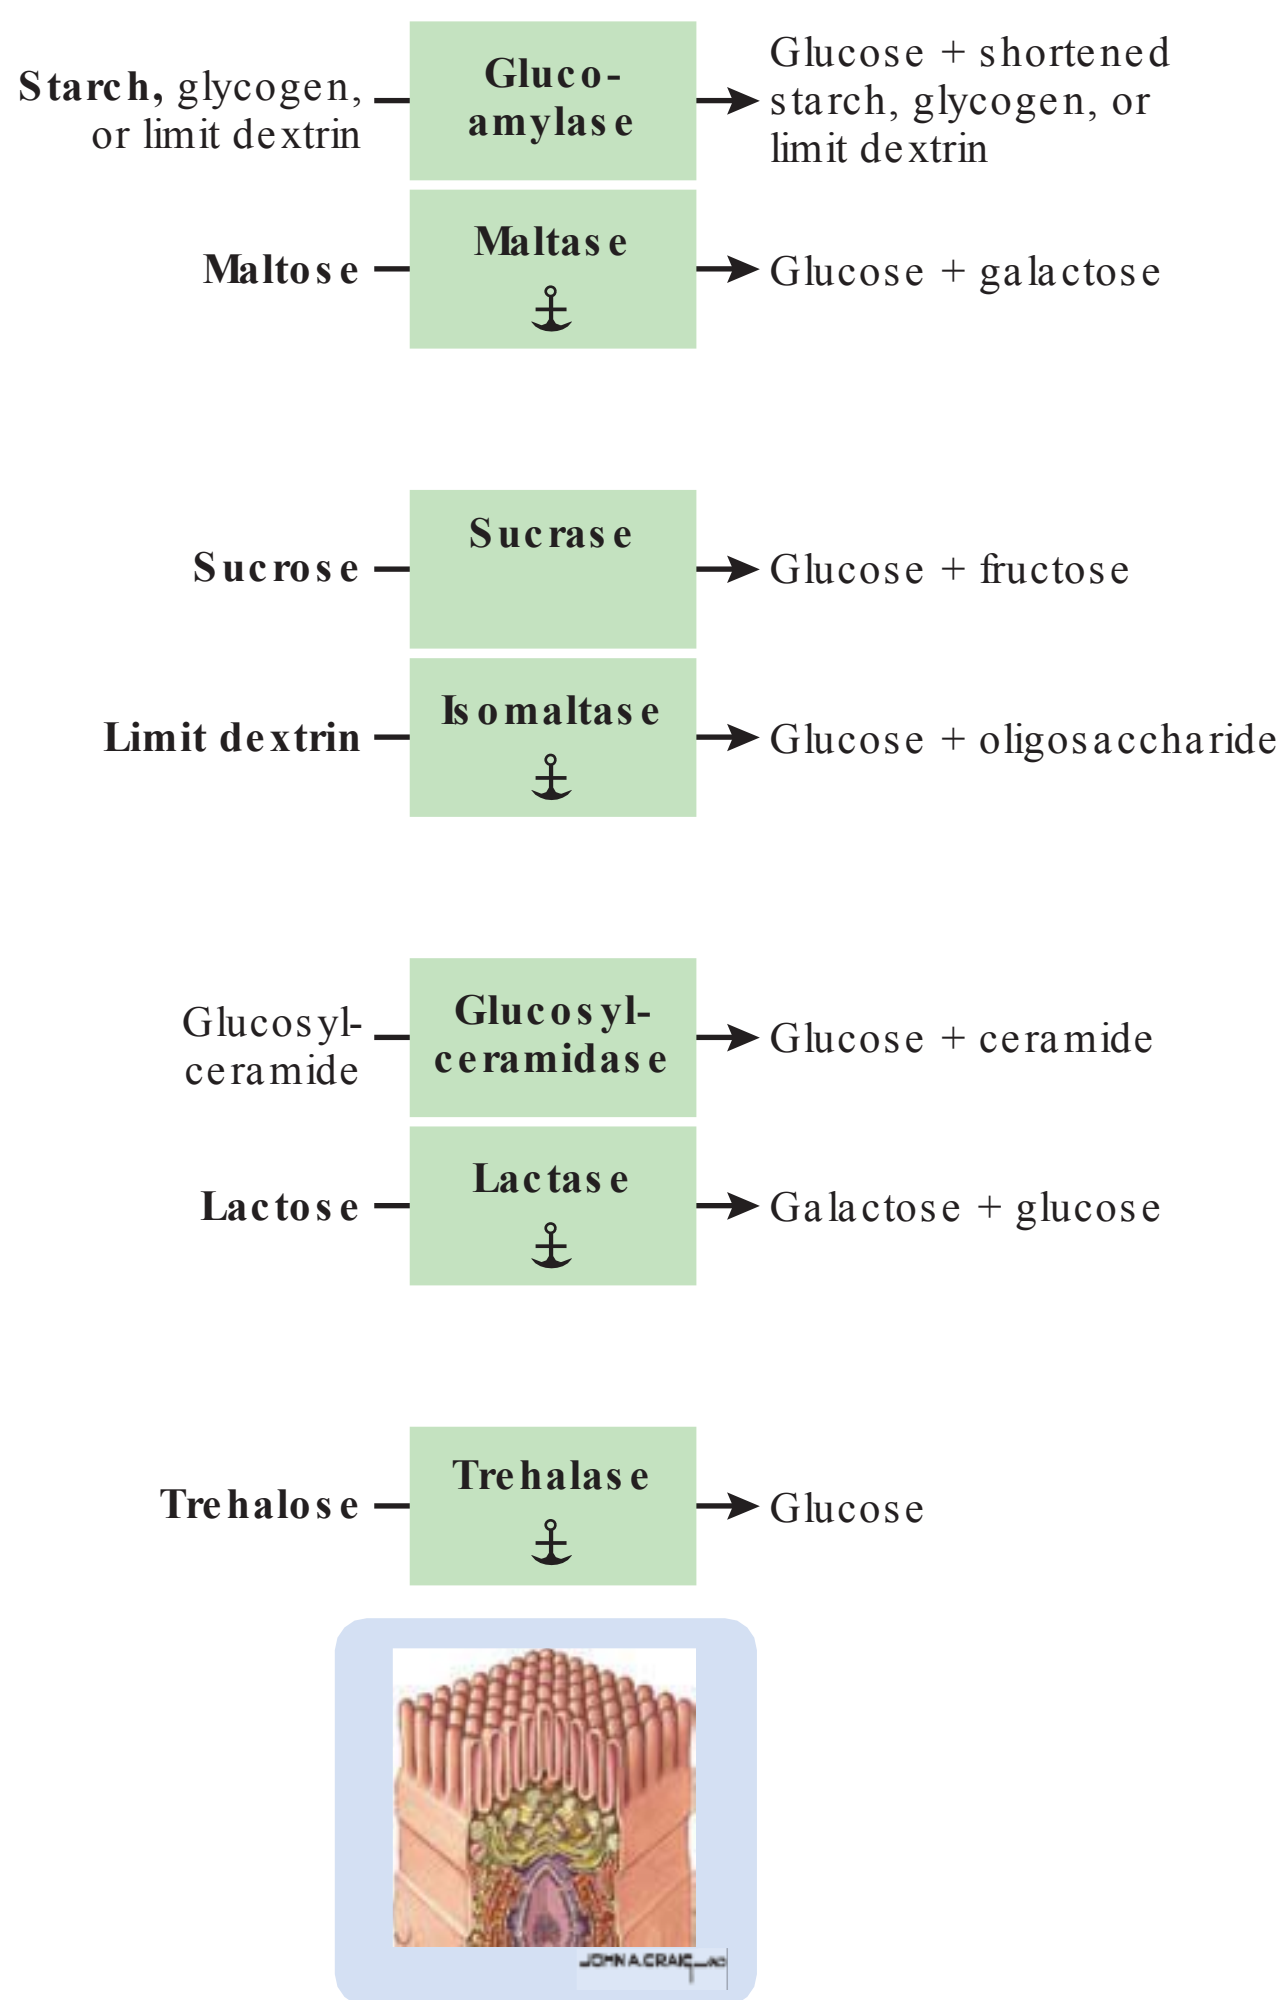 Starch, glycogen,
or limit dextrin
Gluco-
amylase
Glucose + shortened
starch, glycogen, or
limit dextrin
Maltose
Maltase
Glucose + galactose
Sucrose
Sucrase
Glucose + fructose
Limit dextrin
Isomaltase
Glucose + oligosaccharide
Glucosyl-
ceramide
Glucosyl-
ceramidase
Glucose + ceramide
Lactose
Lactase
Galactose + glucose
Trehalose
Trehalase
Glucose
JOHN A. CRAIG